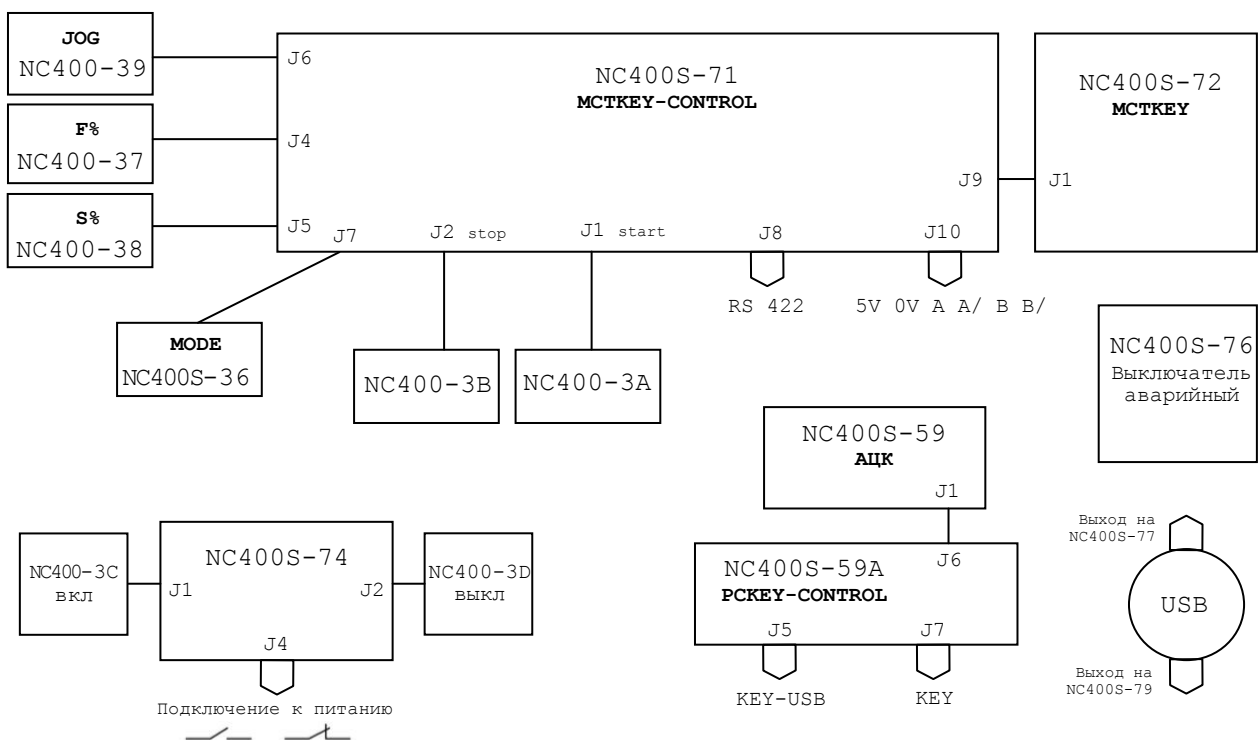 JOG
NC400-39
F%
NC400-37
S%
NC400-38
J6
J4
J5
J7
NC400S-71
MCTKEY-CONTROL
J2 stop
J1 start
J8
J9
J10
RS 422
5V 0V A A/ B B/
NC400S-72
MCTKEY
J1
MODE
NC400S-36
NC400-3B
NC400-3A
NC400S-76
Выключатель
аварийный
NC400S-59
АЦК
J1
NC400-3C
вкл
NC400S-74
J1
J2
J4
NC400-3D
выкл
Подключение к питанию
NC400S-59A
PCKEY-CONTROL
J6
J5
J7
KEY-USB
KEY
Выход на
NC400S-77
USB
Выход на
NC400S-79